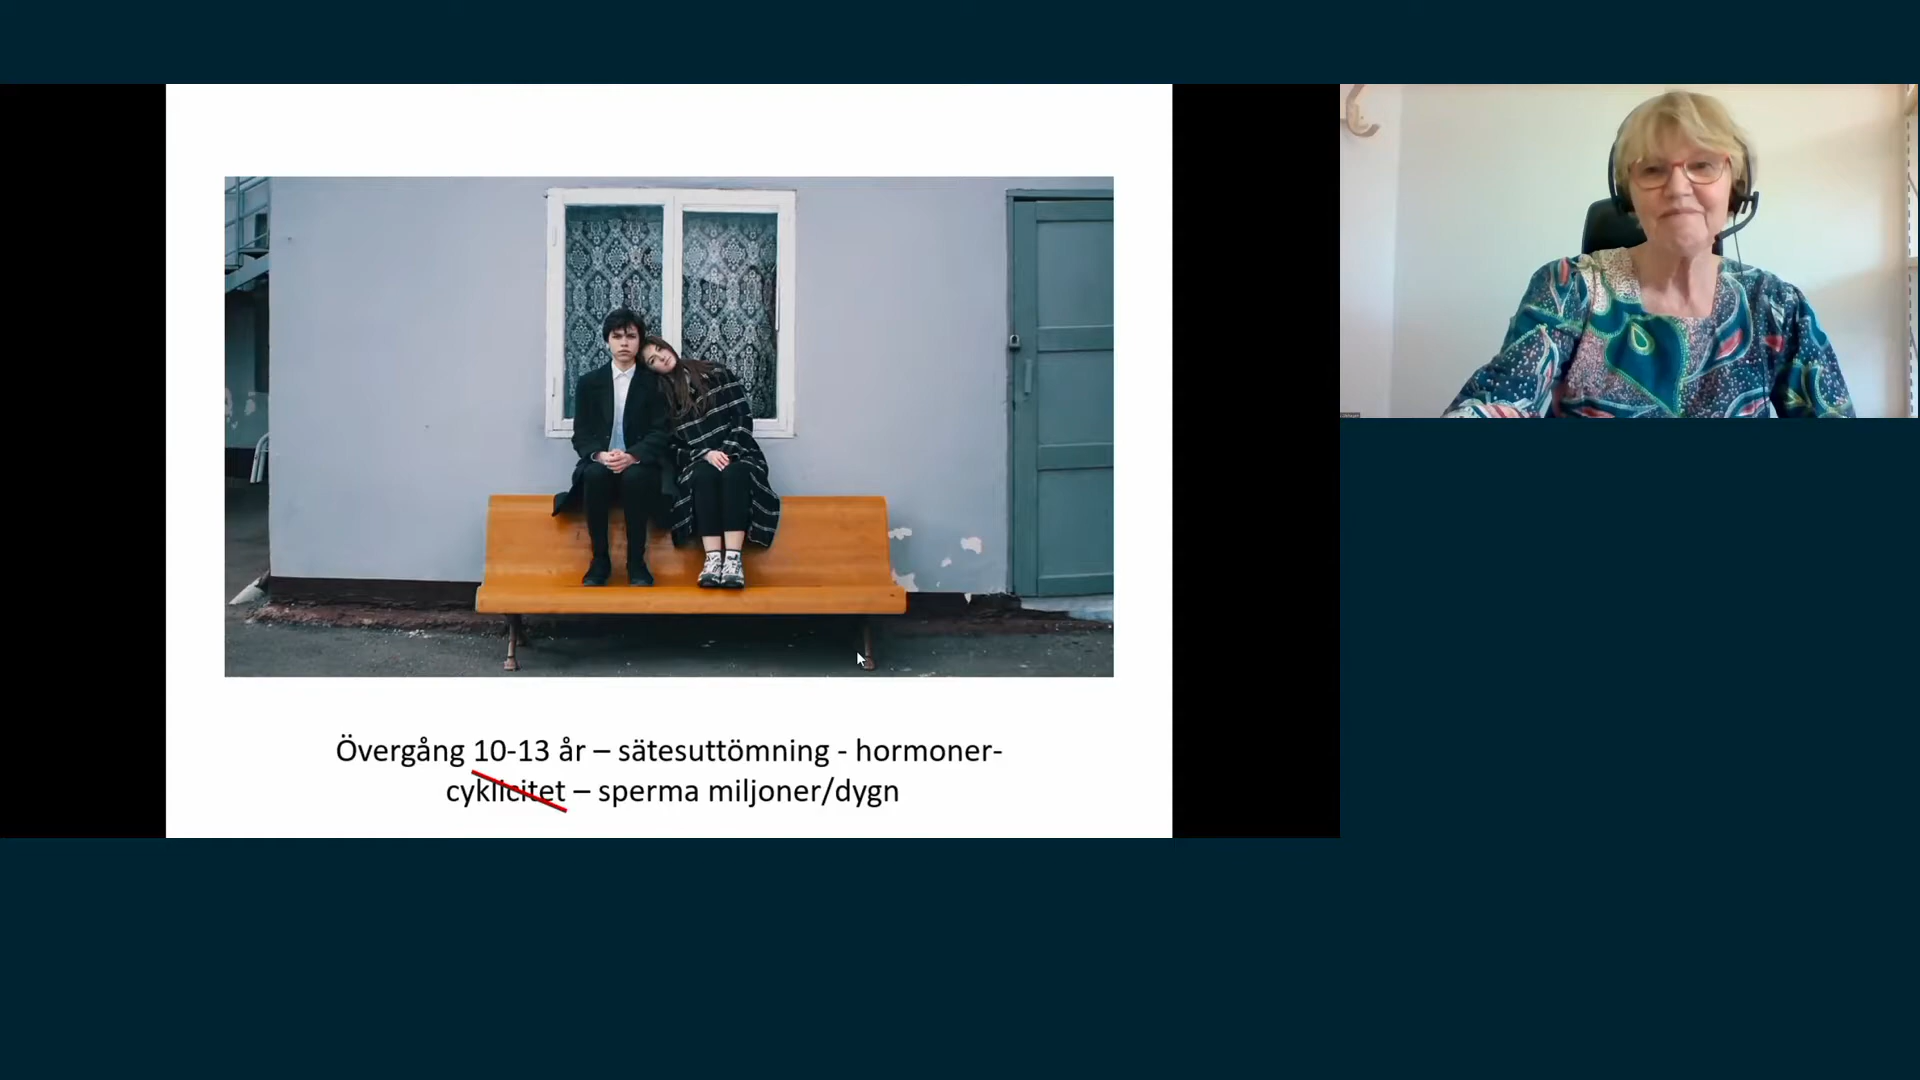 Övergång 10-13 år – sätesuttömning - hormoner-
cyklicitet – sperma miljoner/dygn